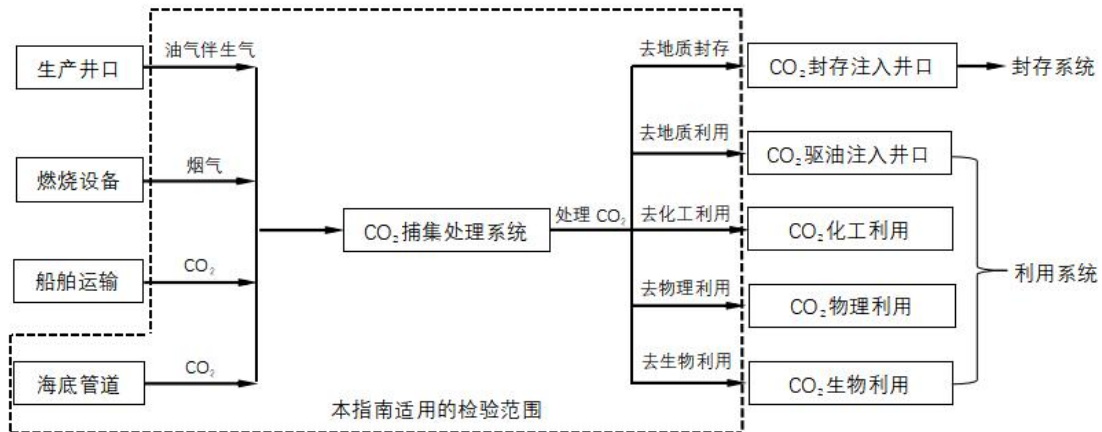 生产井口
油气伴生气
去地质封存
CO₂封存注入井口
封存系统
燃烧设备
烟气
去地质利用
CO₂驱油注入井口
CO₂捕集处理系统
处理 CO₂
去化工利用
CO₂化工利用
船舶运输
CO₂
去物理利用
CO₂物理利用
利用系统
海底管道
CO₂
去生物利用
CO₂生物利用
本指南适用的检验范围